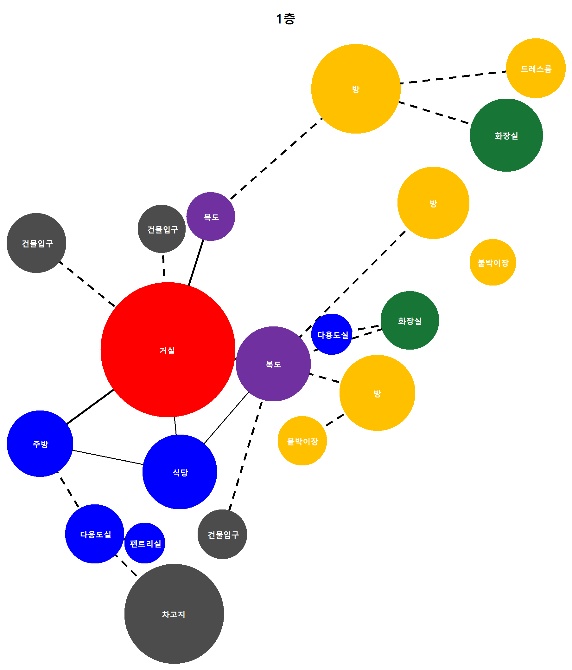 1층
드레스룸
방
화장실
방
복도
건물입구
건물입구
붙박이장
화장실
다용도실
거실
복도
방
붙박이장
주방
식당
다용도실
팬트리실
건물입구
차고지